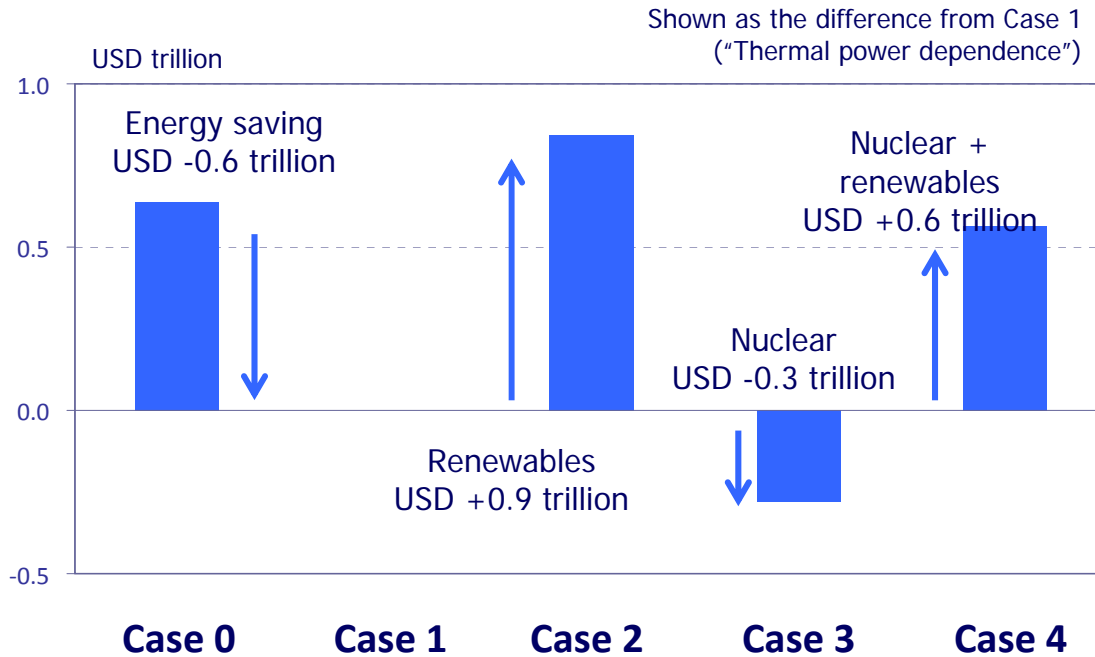 Shown as the difference from Case 1
("Thermal power dependence")
USD trillion
1.0
Energy saving
USD -0.6 trillion
Nuclear +
renewables
USD +0.6 trillion
0.5
Nuclear
USD -0.3 trillion
0.0
Renewables
USD +0.9 trillion
-0.5
Case 0
Case 1
Case 2
Case 3
Case 4